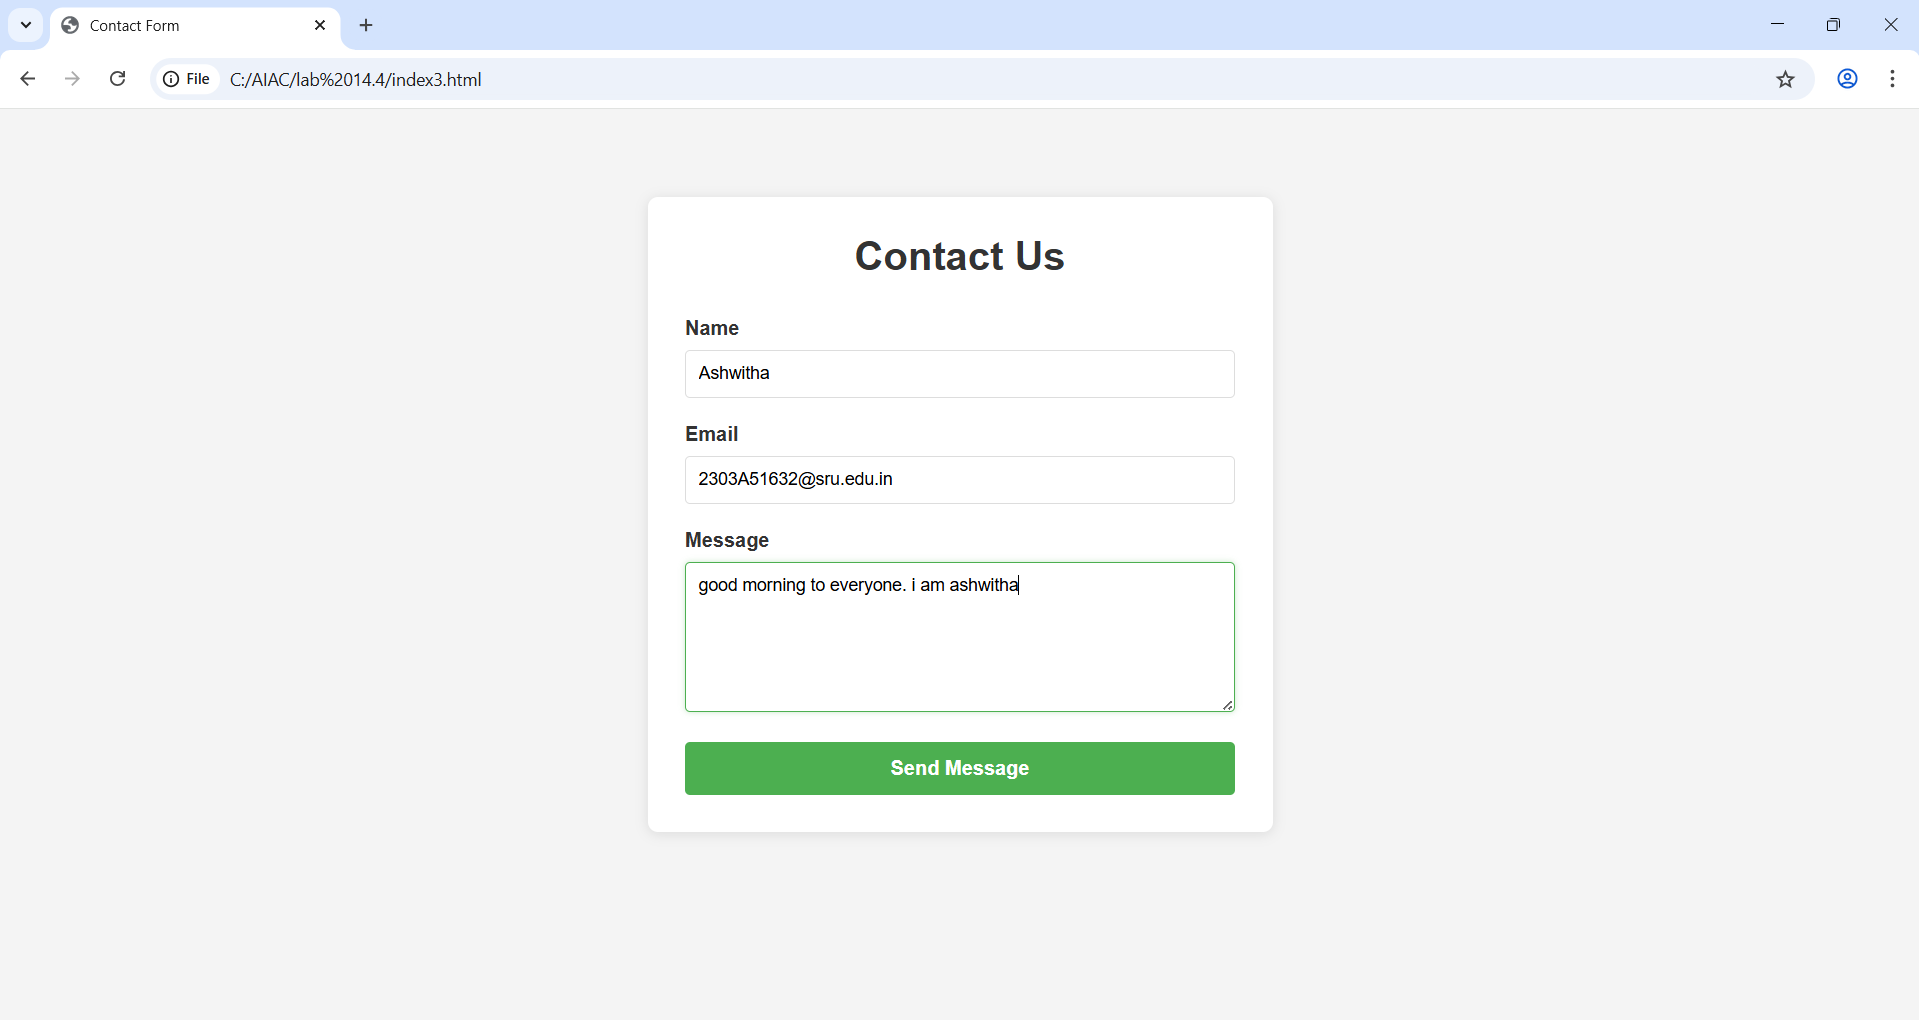 Contact Form
File
C:/AIAC/lab%2014.4/index3.html
Contact Us
Name
Ashwitha
Email
2303A51632@sru.edu.in
Message
good morning to everyone. i am ashwitha
Send Message